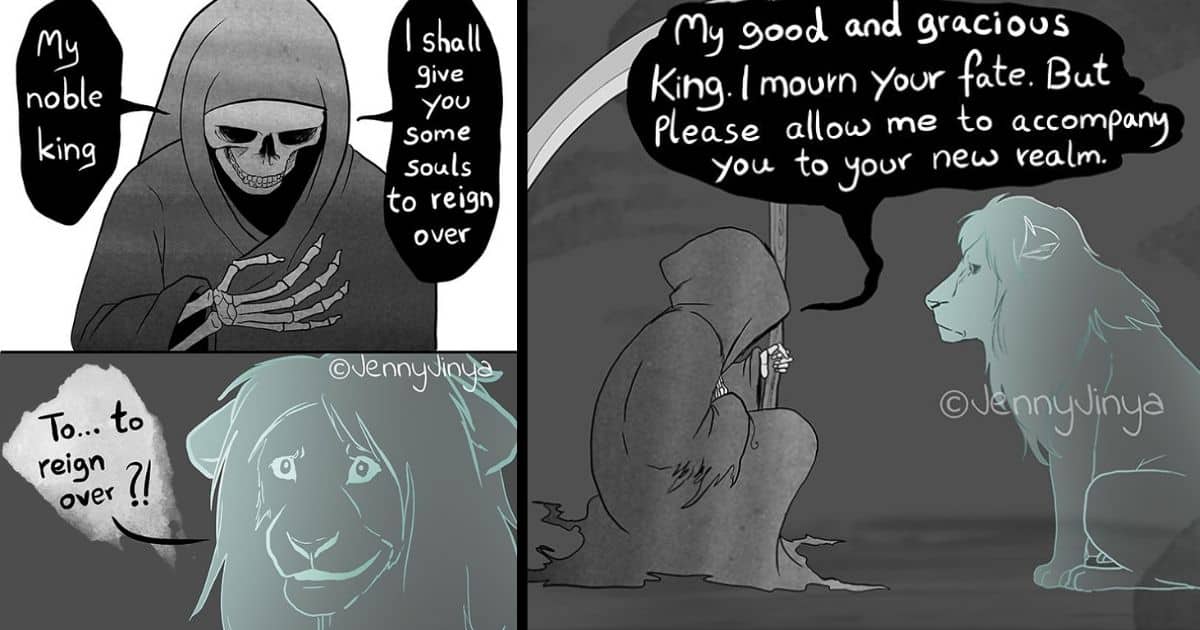 My
noble
king
I shall
give
you
some
souls
to reign
over
©JennyJinya
To... to
reign
over ?!
My good and gracious
King. I mourn your fate. But
Please allow me to accompany
you to your new realm.
©JennyJinya